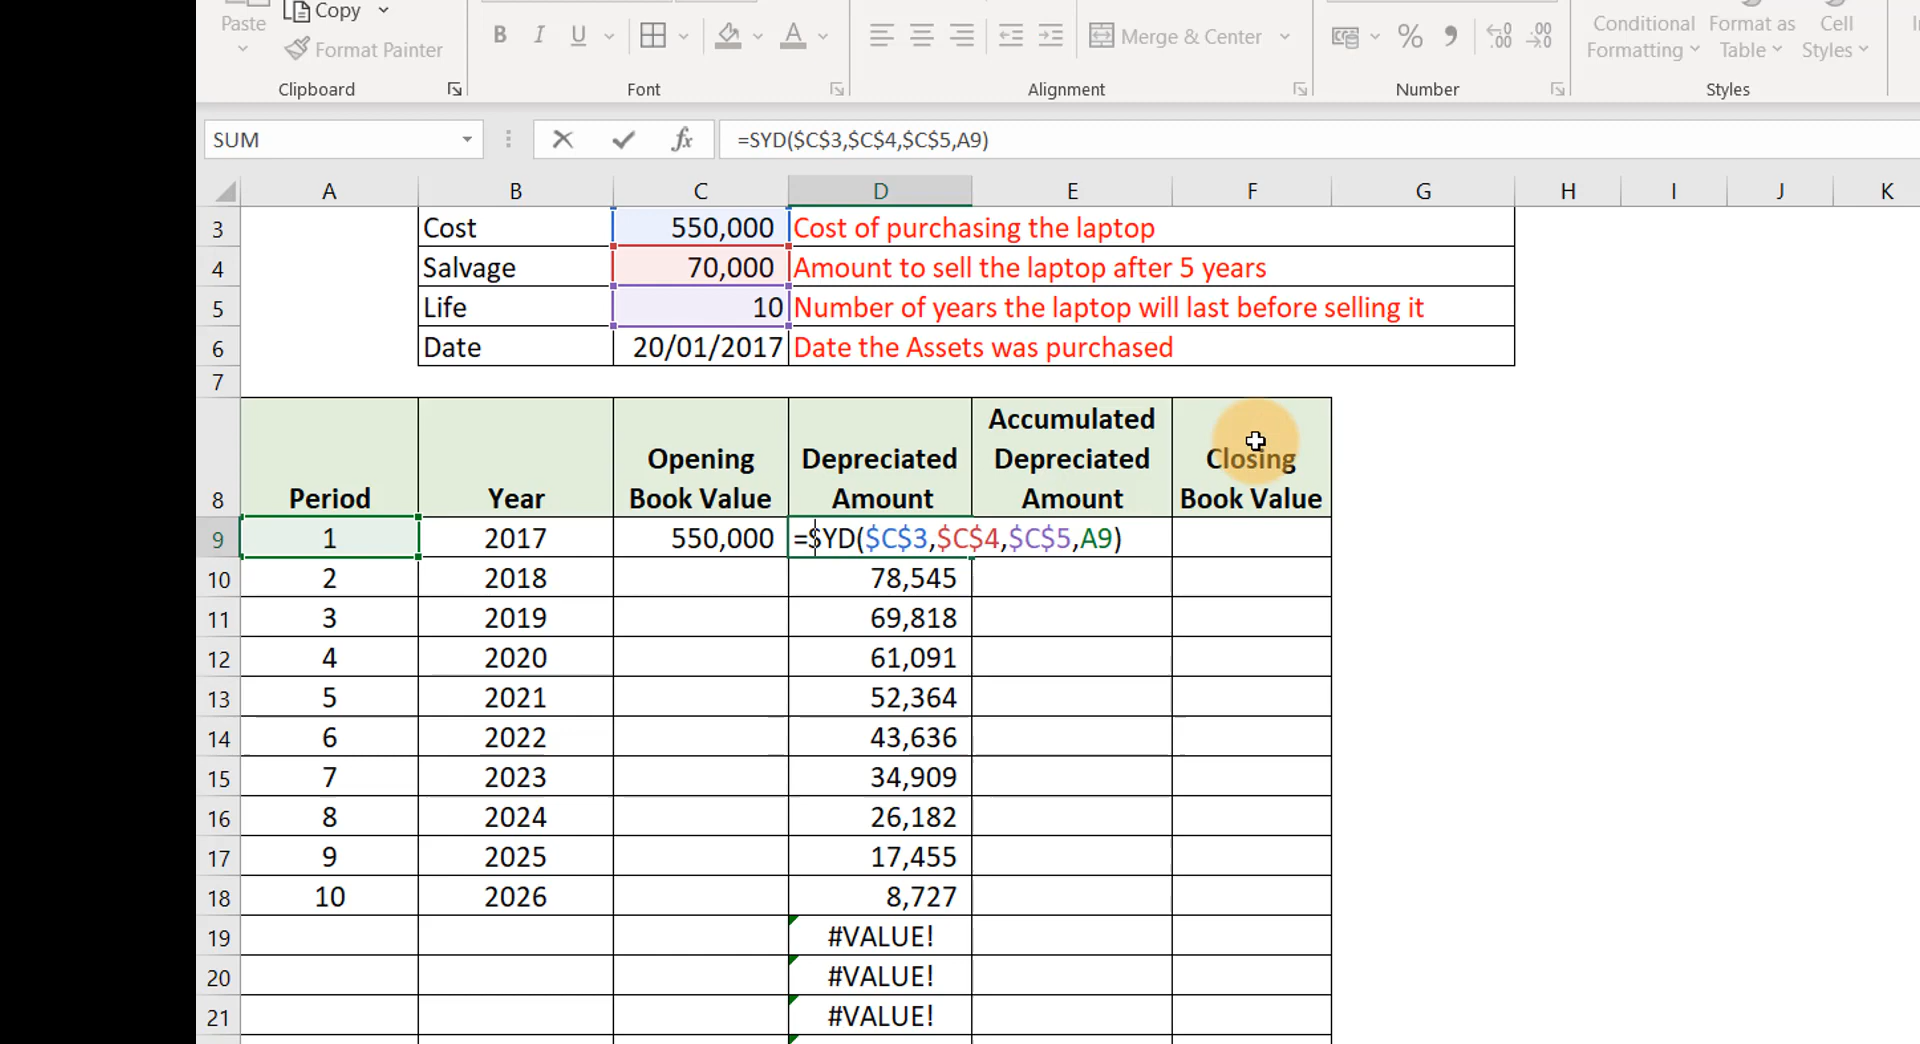 Paste
Copy
Format Painter
Clipboard
B I U A
Font
Merge & Center
Alignment
% 9 .00 .00
Number
Conditional Formatting
Format as Table
Cell Styles
Styles
SUM
fx
=SYD($C$3,$C$4,$C$5,A9)
A B C D E F G H I J K
3 Cost 550,000 Cost of purchasing the laptop
4 Salvage 70,000 Amount to sell the laptop after 5 years
5 Life 10 Number of years the laptop will last before selling it
6 Date 20/01/2017 Date the Assets was purchased
7
8 Period Year Opening Book Value Depreciated Amount Accumulated Depreciated Amount Closing Book Value
9 1 2017 550,000 =SYD($C$3,$C$4,$C$5,A9)
10 2 2018 78,545
11 3 2019 69,818
12 4 2020 61,091
13 5 2021 52,364
14 6 2022 43,636
15 7 2023 34,909
16 8 2024 26,182
17 9 2025 17,455
18 10 2026 8,727
19 #VALUE!
20 #VALUE!
21 #VALUE!